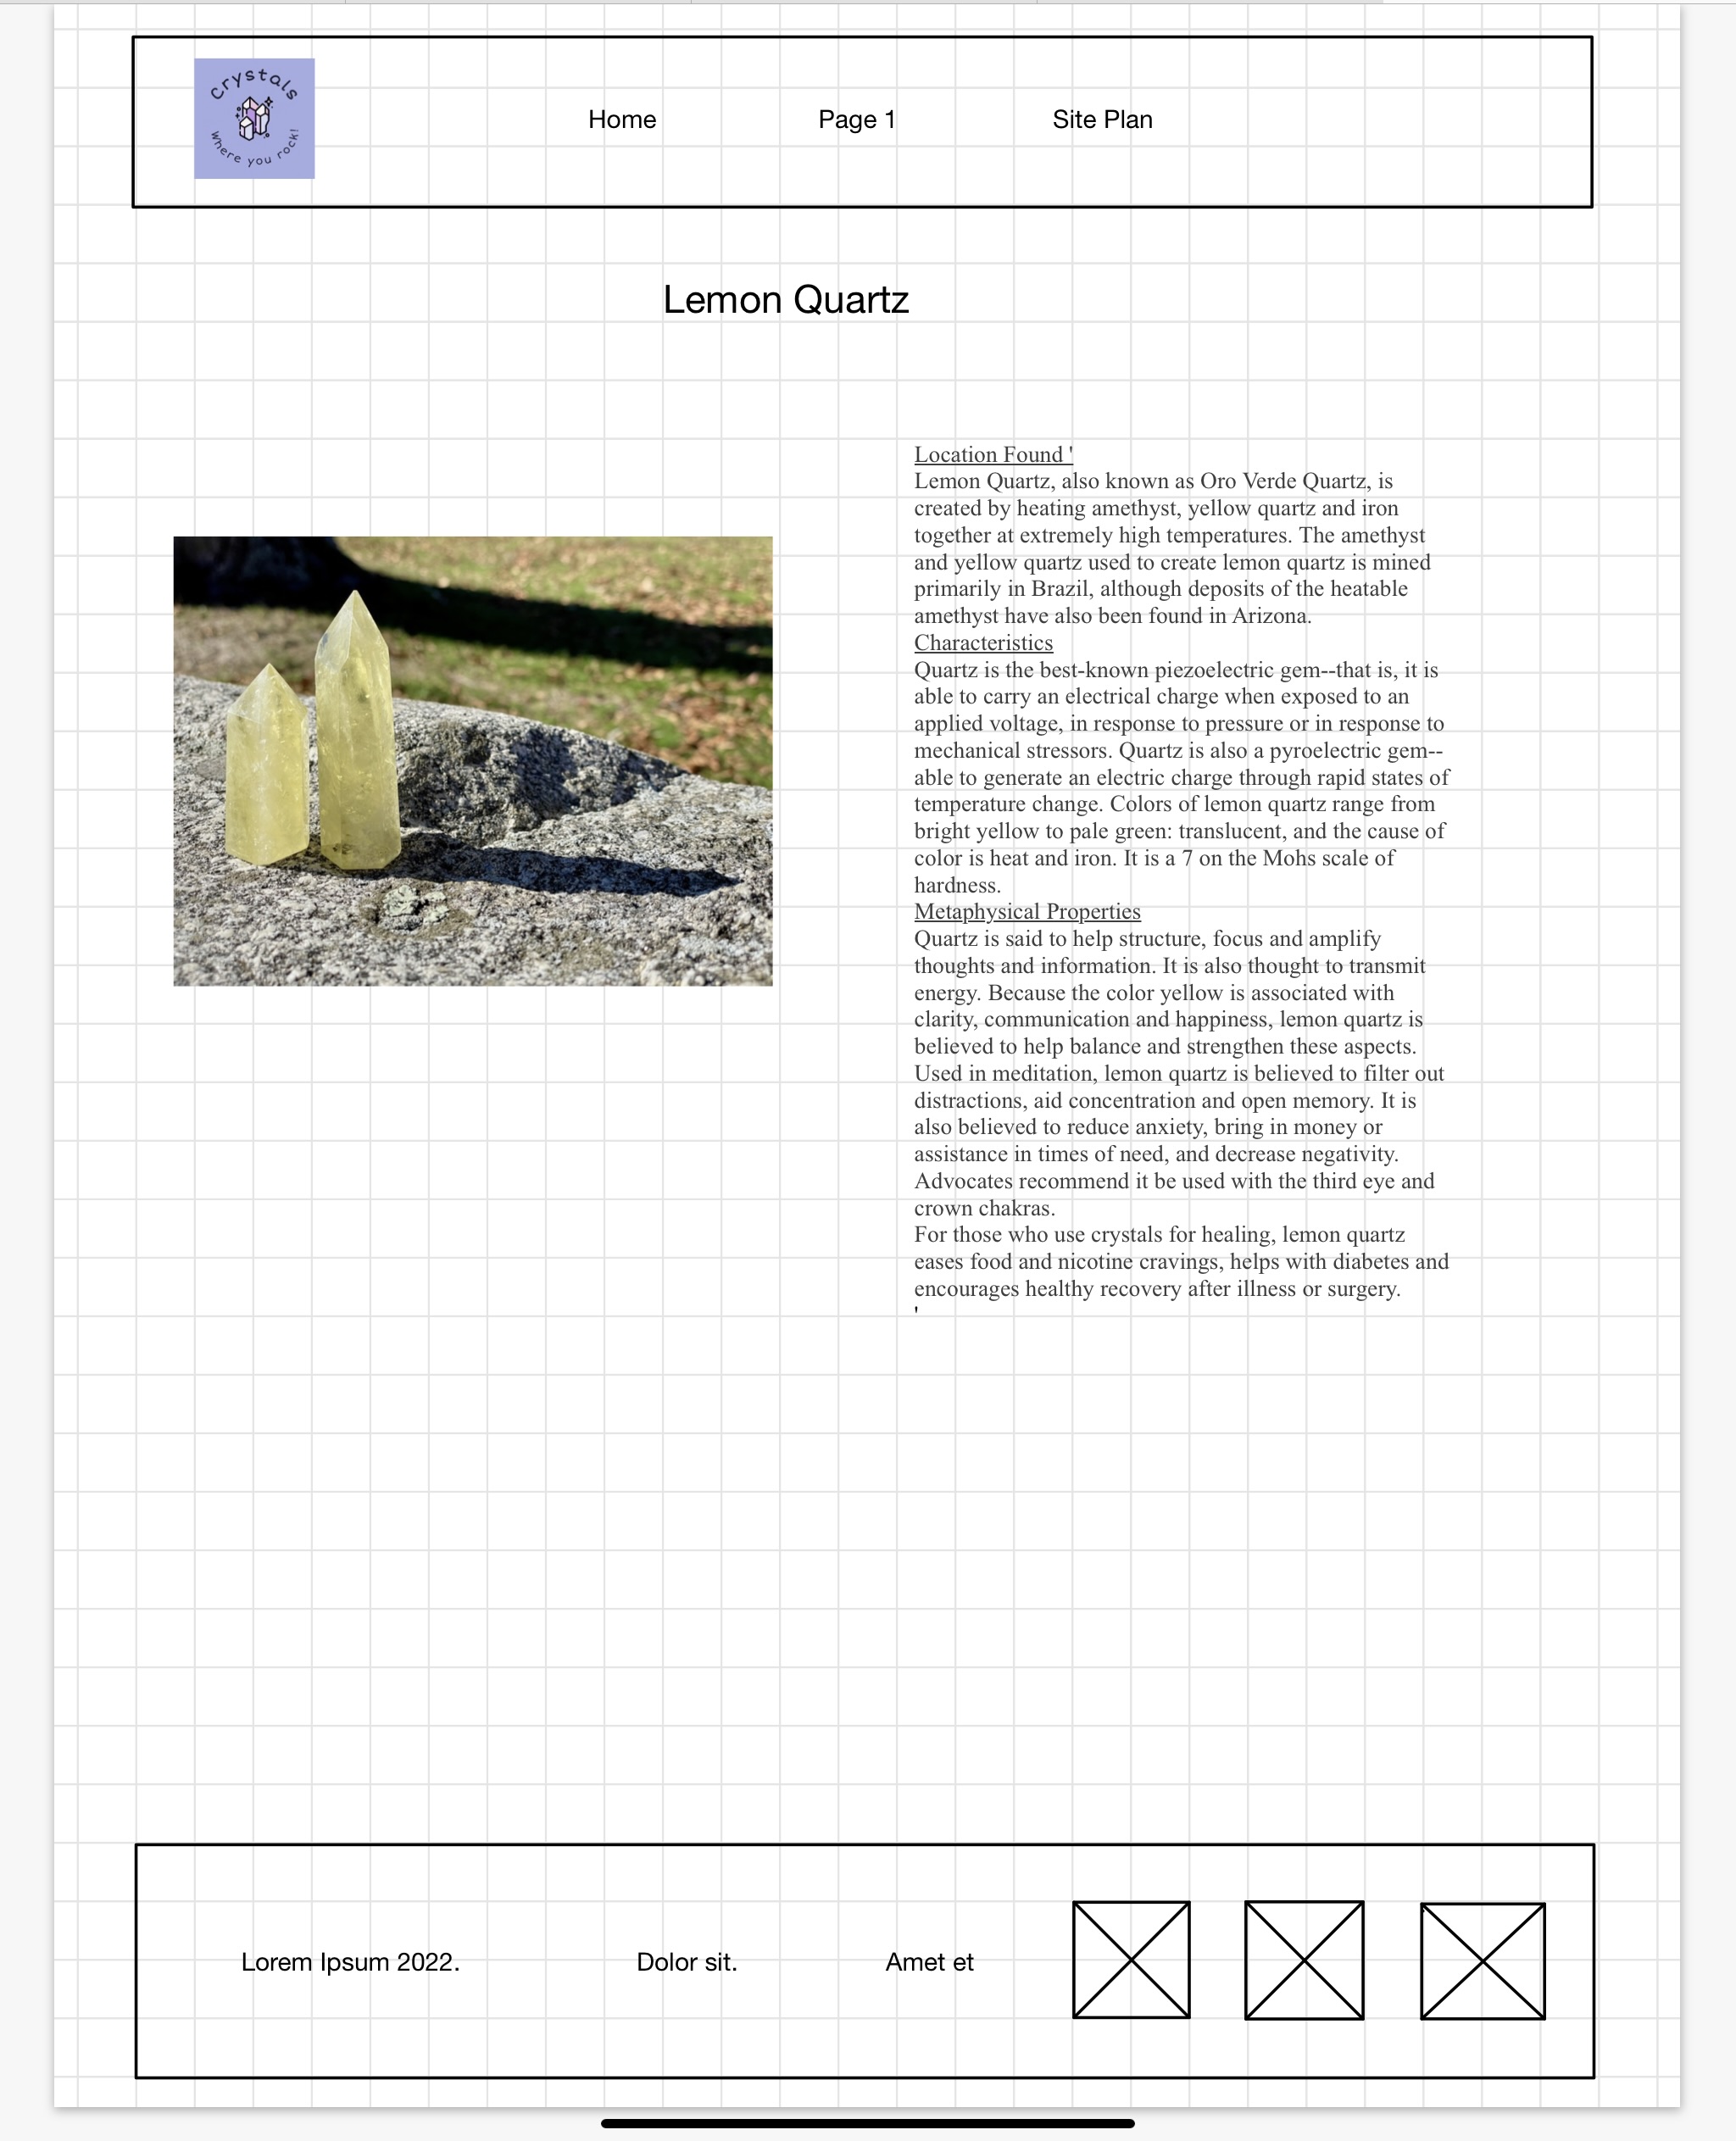 Crystals
Where you rock!
Home
Page 1
Site Plan
Lemon Quartz
Location Found '
Lemon Quartz, also known as Oro Verde Quartz, is
created by heating amethyst, yellow quartz and iron
together at extremely high temperatures. The amethyst
and yellow quartz used to create lemon quartz is mined
primarily in Brazil, although deposits of the heatable
amethyst have also been found in Arizona.
Characteristics
Quartz is the best-known piezoelectric gem--that is, it is
able to carry an electrical charge when exposed to an
applied voltage, in response to pressure or in response to
mechanical stressors. Quartz is also a pyroelectric gem--
able to generate an electric charge through rapid states of
temperature change. Colors of lemon quartz range from
bright yellow to pale green: translucent, and the cause of
color is heat and iron. It is a 7 on the Mohs scale of
hardness.
Metaphysical Properties
Quartz is said to help structure, focus and amplify
thoughts and information. It is also thought to transmit
energy. Because the color yellow is associated with
clarity, communication and happiness, lemon quartz is
believed to help balance and strengthen these aspects.
Used in meditation, lemon quartz is believed to filter out
distractions, aid concentration and open memory. It is
also believed to reduce anxiety, bring in money or
assistance in times of need, and decrease negativity.
Advocates recommend it be used with the third eye and
crown chakras.
For those who use crystals for healing, lemon quartz
eases food and nicotine cravings, helps with diabetes and
encourages healthy recovery after illness or surgery.
'
Lorem Ipsum 2022.
Dolor sit.
Amet et